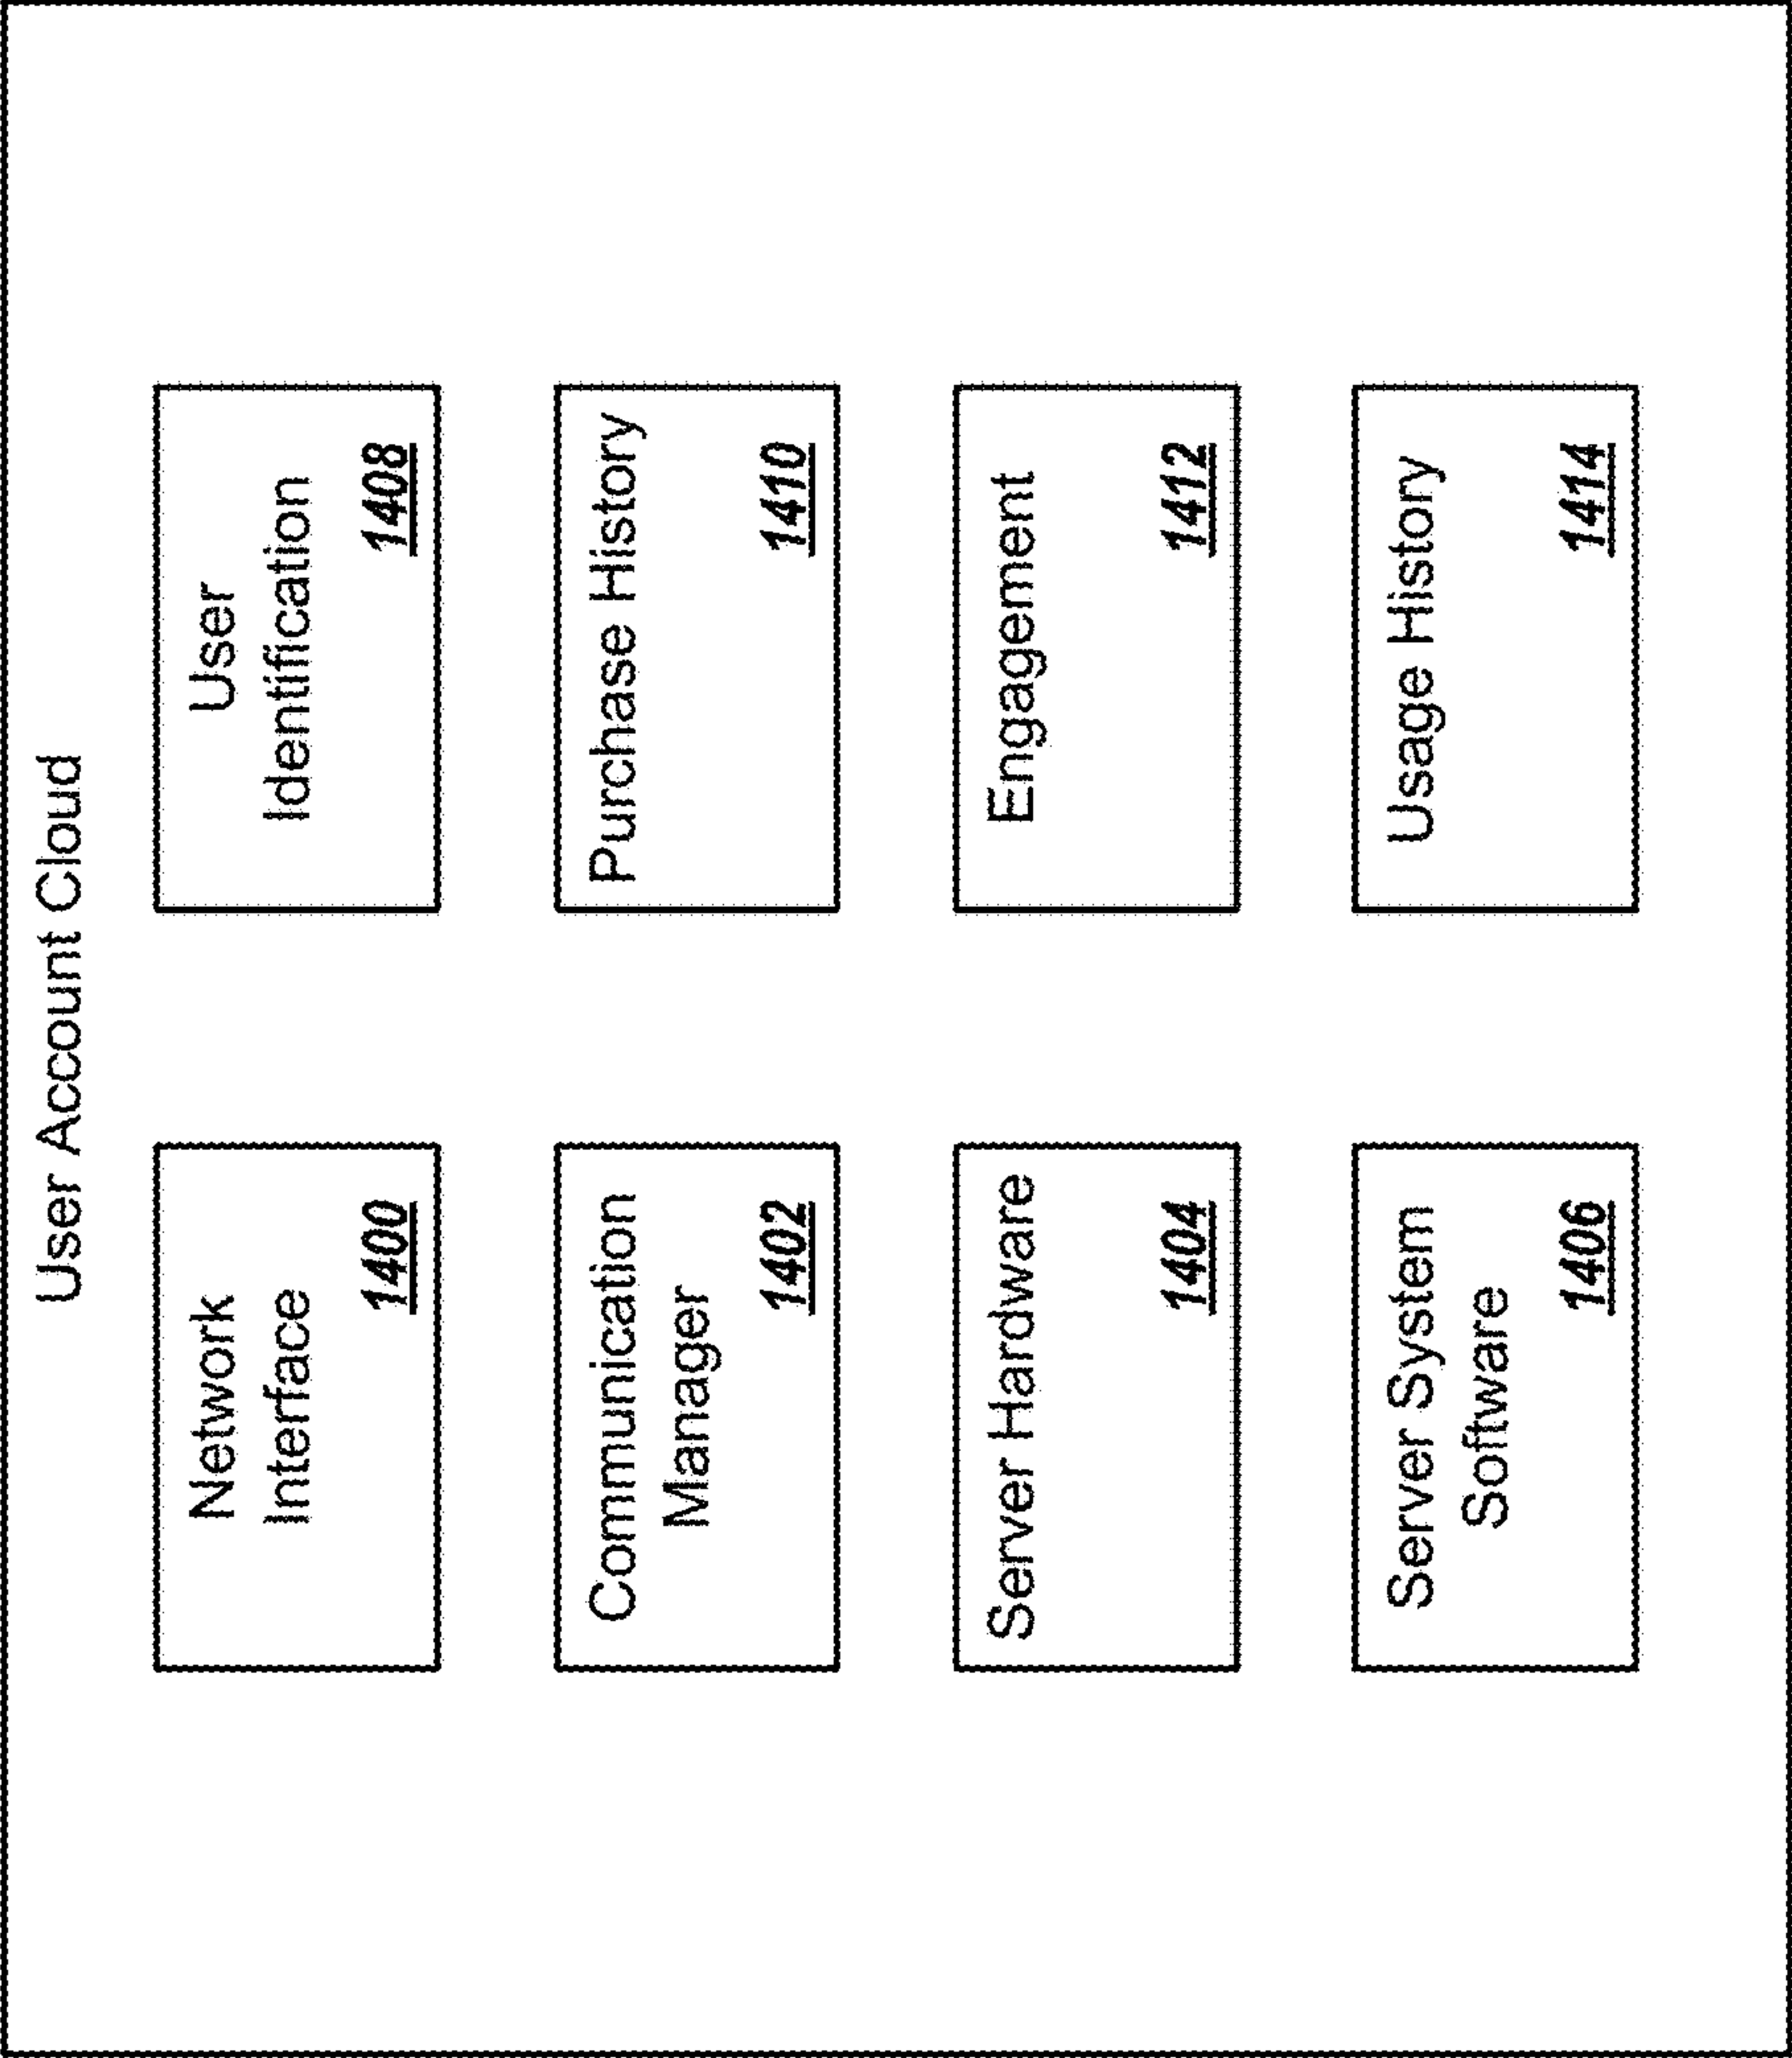 User Account Cloud
Network
Interface
1400
User
Identification
1408
Communication
Manager
1402
Purchase History
1410
Server Hardware
1404
Engagement
1412
Server System
Software
1406
Usage History
1414